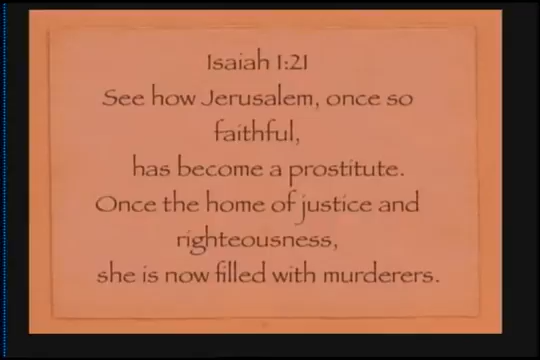 Isaiah 1:21
See how Jerusalem, once so
faithful,
has become a prostitute.
Once the home of justice and
righteousness,
she is now filled with murderers.